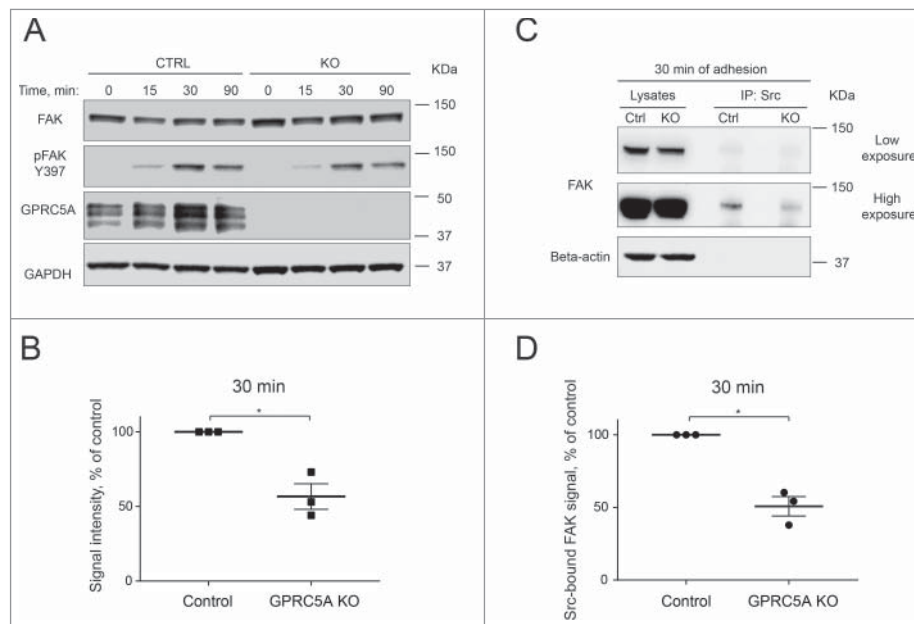 A
CTRL KO
KDa
Time, min: 0 15 30 90 0 15 30 90
150
FAK
150
pFAK
Y397
50
GPRC5A
37
37
GAPDH
B
30 min
*
Signal intensity, % of control
100
50
0
Control GPRC5A KO
C
30 min of adhesion
Lysates IP: Src KDa
Ctrl KO Ctrl KO
150
Low
exposure
FAK
150
High
exposure
Beta-actin
37
D
30 min
*
Src-bound FAK signal, % of control
100
50
0
Control GPRC5A KO